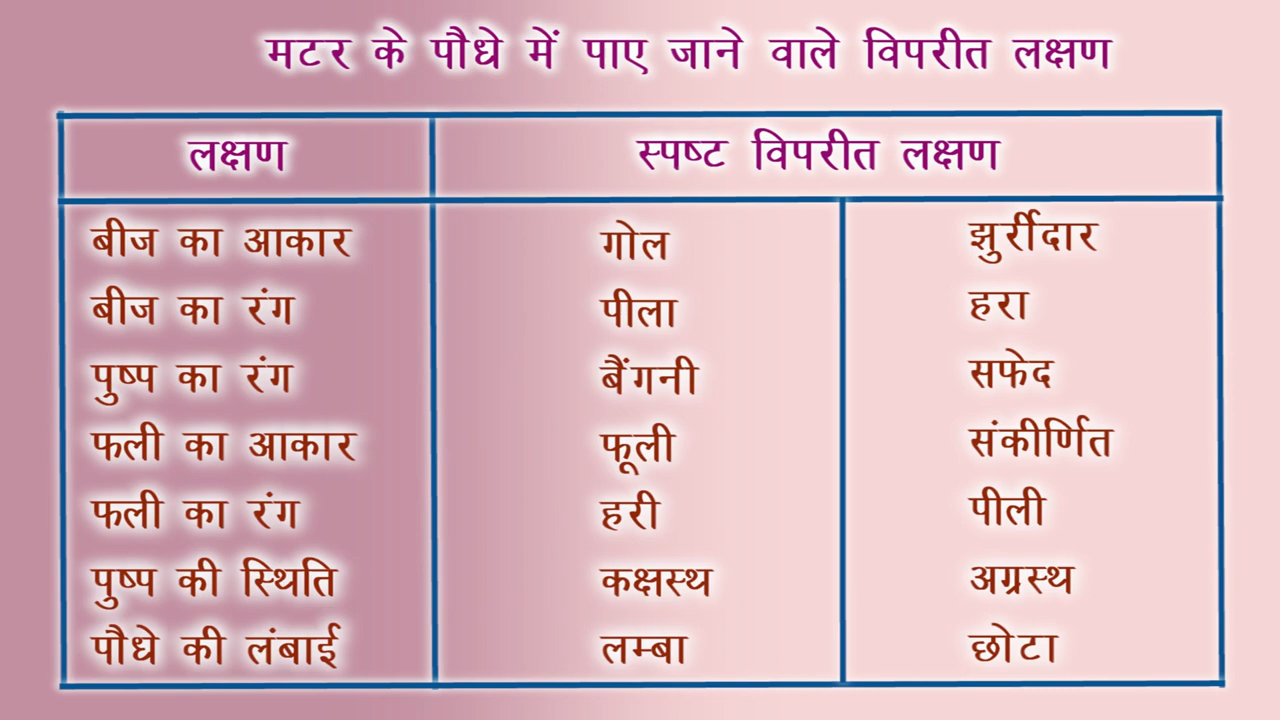 मटर के पौधे में पाए जाने वाले विपरीत लक्षण
लक्षण स्पष्ट विपरीत लक्षण
बीज का आकार गोल झुर्रीदार
बीज का रंग पीला हरा
पुष्प का रंग बैंगनी सफेद
फली का आकार फूली संकीर्णित
फली का रंग हरी पीली
पुष्प की स्थिति कक्षस्थ अग्रस्थ
पौधे की लंबाई लम्बा छोटा